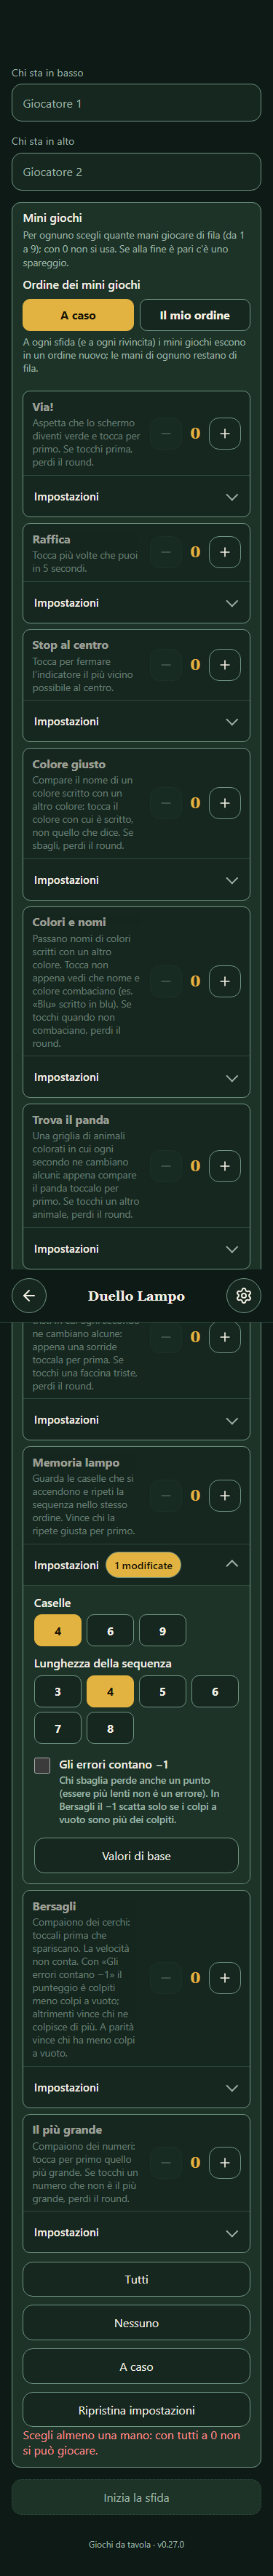 Chi sta in basso
Giocatore 1
Chi sta in alto
Giocatore 2
Mini giochi
Per ognuno scegli quante mani giocare di fila (da 1
a 9); con 0 non si usa. Se alla fine è pari c'è uno
spareggio.
Ordine dei mini giochi
A caso
Il mio ordine
A ogni sfida (e a ogni rivincita) i mini giochi escono
in un ordine nuovo; le mani di ognuno restano di
fila.
Via!
Aspetta che lo schermo
diventi verde e tocca per
primo. Se tocchi prima,
perdi il round.
− 0 +
Impostazioni
Raffica
Tocca più volte che puoi
in 5 secondi.
− 0 +
Impostazioni
Stop al centro
Tocca per fermare
l'indicatore il più vicino
possibile al centro.
− 0 +
Impostazioni
Colore giusto
Compare il nome di un
colore scritto con un
altro colore: tocca il
colore con cui è scritto,
non quello che dice. Se
sbagli, perdi il round.
− 0 +
Impostazioni
Colori e nomi
Passano nomi di colori
scritti con un altro
colore. Tocca non
appena vedi che nome e
colore combaciano (es.
«Blu» scritto in blu). Se
tocchi quando non
combaciano, perdi il
round.
− 0 +
Impostazioni
Trova il panda
Una griglia di animali
colorati in cui ogni
secondo ne cambiano
alcuni: appena compare
il panda toccalo per
primo. Se tocchi un altro
animale, perdi il round.
− 0 +
Impostazioni
Duello Lampo
ne cambiano alcune:
appena una sorride
toccala per prima. Se
tocchi una faccina triste,
perdi il round.
− 0 +
Impostazioni
Memoria lampo
Guarda le caselle che si
accendono e ripeti la
sequenza nello stesso
ordine. Vince chi la
ripete giusta per primo.
− 0 +
Impostazioni
1 modificate
Caselle
4 6 9
Lunghezza della sequenza
3 4 5 6
7 8
Gli errori contano −1
Chi sbaglia perde anche un punto
(essere più lenti non è un errore). In
Bersagli il −1 scatta solo se i colpi a
vuoto sono più dei colpiti.
Valori di base
Bersagli
Compaiono dei cerchi:
toccali prima che
spariscano. La velocità
non conta. Con «Gli
errori contano −1» il
punteggio è colpiti
meno colpi a vuoto;
altrimenti vince chi ne
colpisce di più. A parità
vince chi ha meno colpi
a vuoto.
− 0 +
Impostazioni
Il più grande
Compaiono dei numeri:
tocca per primo quello
più grande. Se tocchi un
numero che non è il più
grande, perdi il round.
− 0 +
Impostazioni
Tutti
Nessuno
A caso
Ripristina impostazioni
Scegli almeno una mano: con tutti a 0 non
si può giocare.
Inizia la sfida
Giochi da tavola · v0.27.0